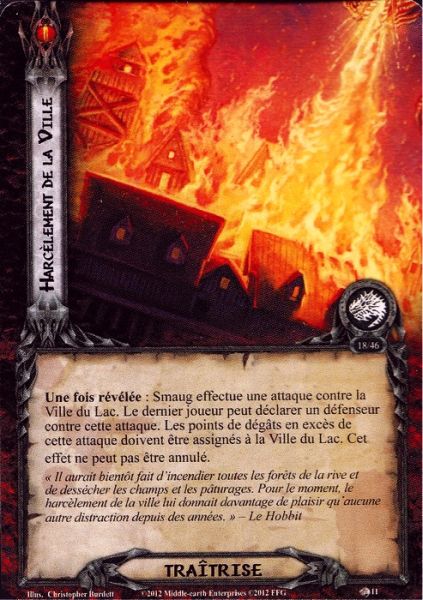 HARCÈLEMENT DE LA VILLE
18/46
Une fois révélée : Smaug effectue une attaque contre la
Ville du Lac. Le dernier joueur peut déclarer un défenseur
contre cette attaque. Les points de dégâts en excès de
cette attaque doivent être assignés à la Ville du Lac. Cet
effet ne peut pas être annulé.
« Il aurait bientôt fait d'incendier toutes les forêts de la rive et
de dessécher les champs et les pâturages. Pour le moment, le
harcèlement de la ville lui donnait davantage de plaisir qu'aucune
autre distraction depuis des années. » – Le Hobbit
TRAÎTRISE
Illus. Christopher Burdett ©2012 Middle-earth Enterprises ©2012 FFG 11